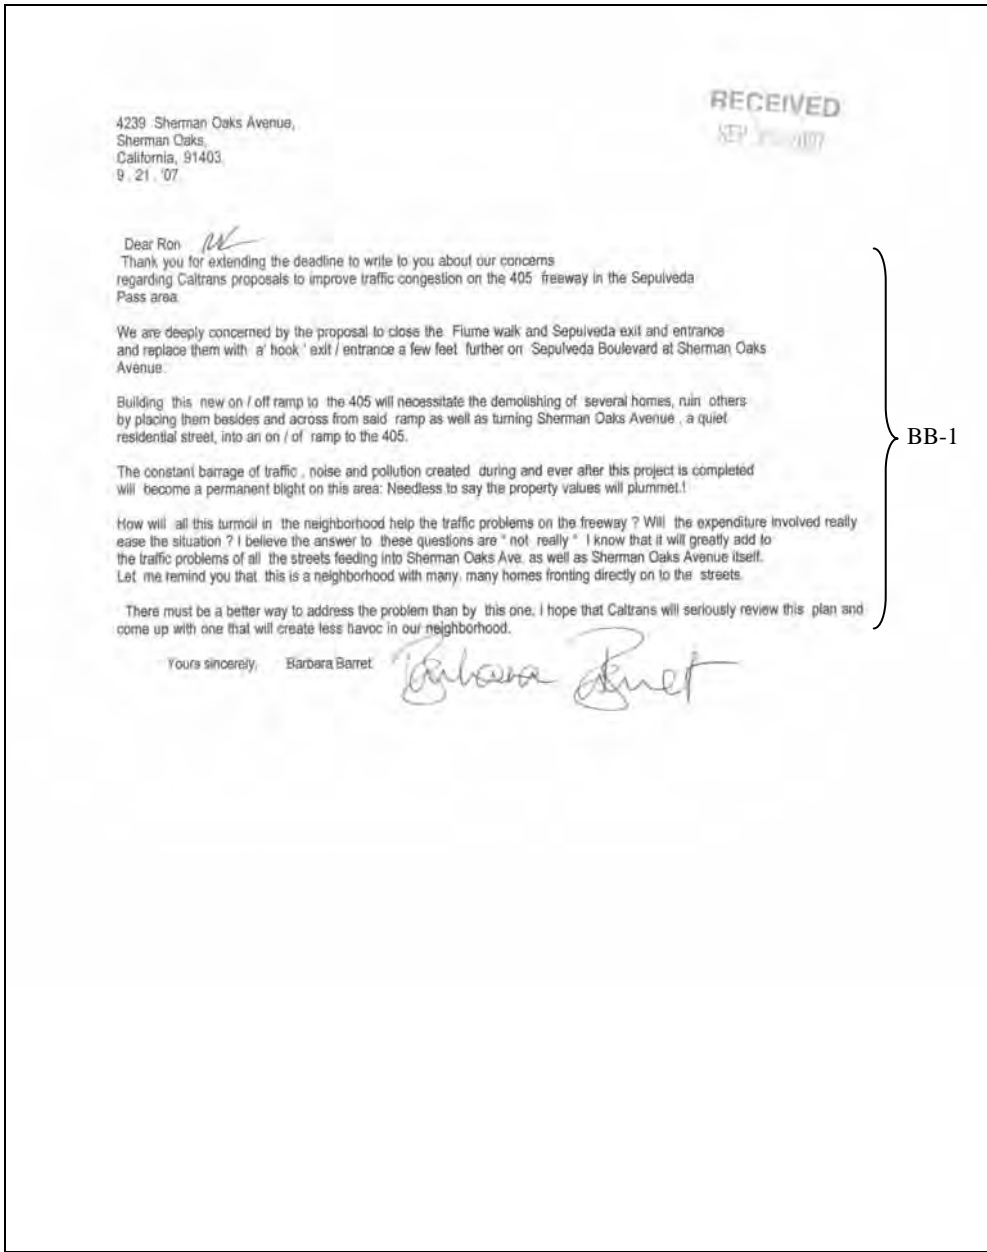 RECEIVED
4239 Sherman Oaks Avenue,
Sherman Oaks,
California, 91403
9 . 21 . '07
Dear Ron
Thank you for extending the deadline to write to you about our concerns
regarding Caltrans proposals to improve traffic congestion on the 405 freeway in the Sepulveda
Pass area.
We are deeply concerned by the proposal to close the Fiume walk and Sepulveda exit and entrance
and replace them with a' hook ' exit / entrance a few feet further on Sepulveda Boulevard at Sherman Oaks
Avenue.
Building this new on / off ramp to the 405 will necessitate the demolishing of several homes, ruin others
by placing them besides and across from said ramp as well as turning Sherman Oaks Avenue , a quiet
residential street, into an on / of ramp to the 405.
The constant barrage of traffic , noise and pollution created during and ever after this project is completed
will become a permanent blight on this area: Needless to say the property values will plummet.!
BB-1
How will all this turmoil in the neighborhood help the traffic problems on the freeway ? Will the expenditure involved really
ease the situation ? I believe the answer to these questions are " not really " I know that it will greatly add to
the traffic problems of all the streets feeding into Sherman Oaks Ave. as well as Sherman Oaks Avenue itself.
Let me remind you that this is a neighborhood with many, many homes fronting directly on to the streets.
There must be a better way to address the problem than by this one. I hope that Caltrans will seriously review this plan and
come up with one that will create less havoc in our neighborhood.
Yours sincerely, Barbara Barret Barbara Barret